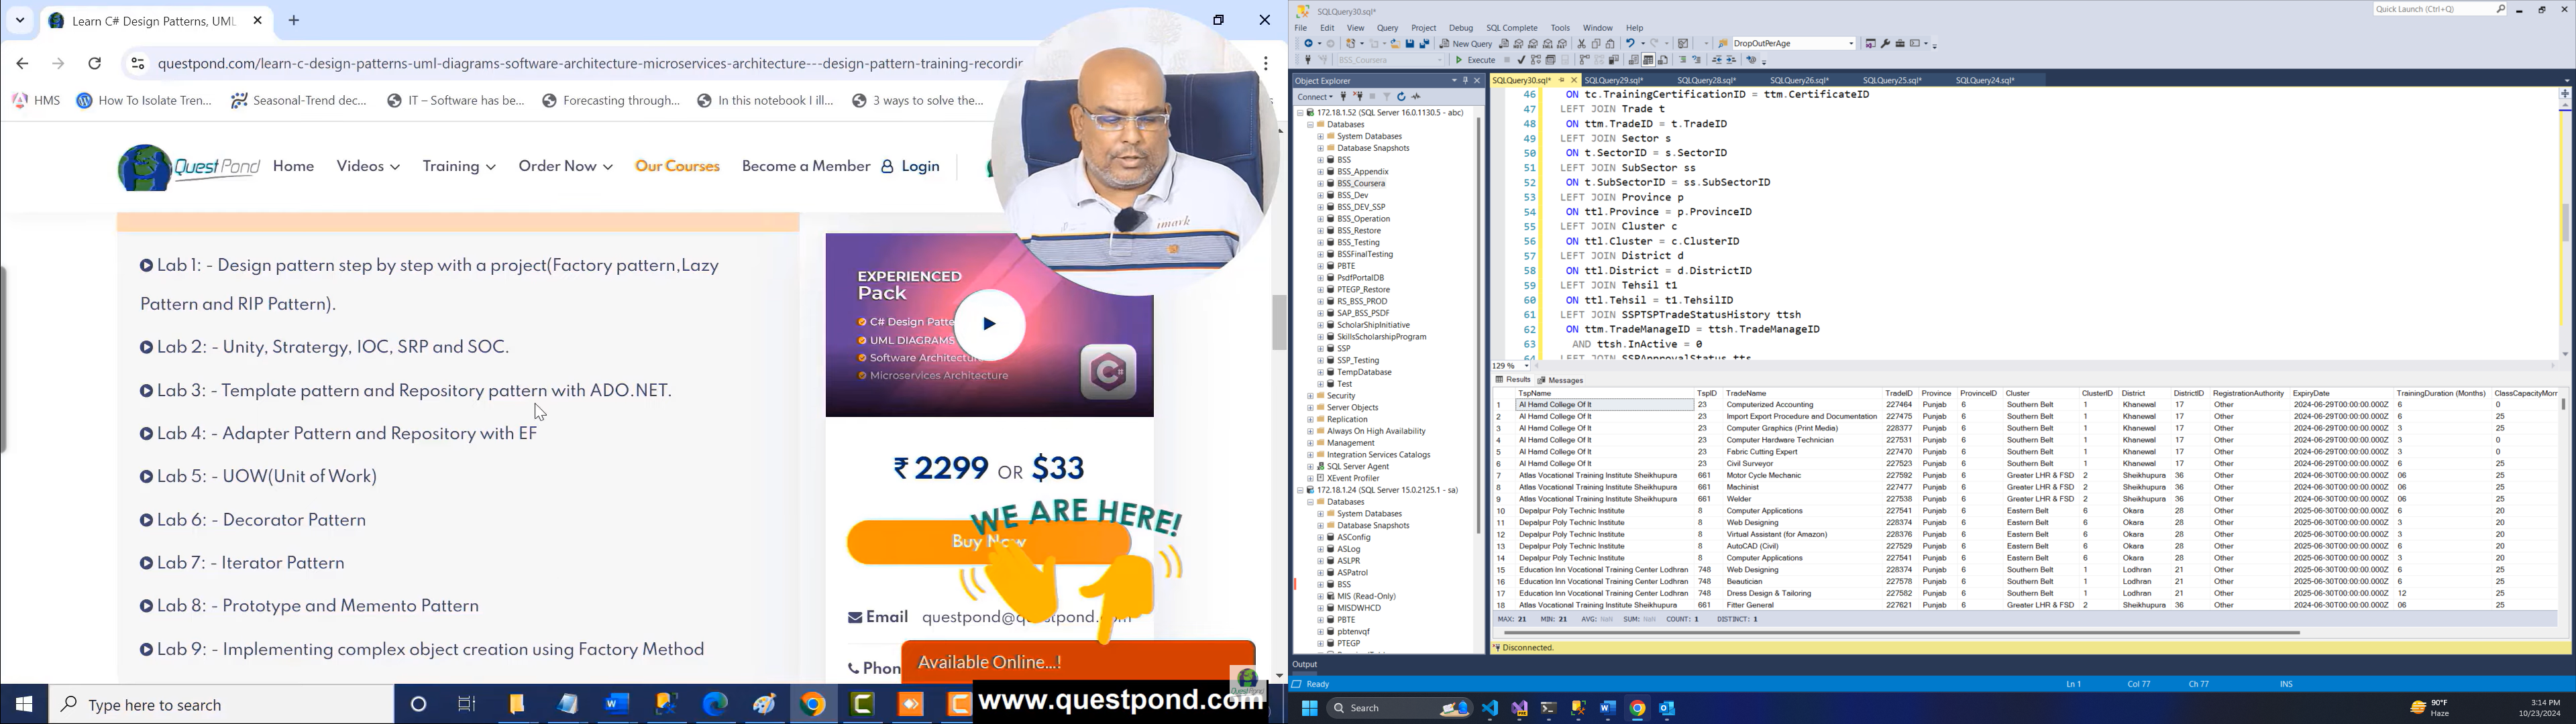 Learn C# Design Patterns, UML
questpond.com/learn-c-design-patterns-uml-diagrams-software-architecture-microservices-architecture---design-pattern-training-recordin
HMS
How To Isolate Tren...
Seasonal-Trend dec...
IT – Software has be...
Forecasting through...
In this notebook I ill...
3 ways to solve the...
QuestPond
Home
Videos
Training
Order Now
Our Courses
Become a Member
Login
Lab 1: - Design pattern step by step with a project(Factory pattern,Lazy
Pattern and RIP Pattern).
Lab 2: - Unity, Stratergy, IOC, SRP and SOC.
Lab 3: - Template pattern and Repository pattern with ADO.NET.
Lab 4: - Adapter Pattern and Repository with EF
Lab 5: - UOW(Unit of Work)
Lab 6: - Decorator Pattern
Lab 7: - Iterator Pattern
Lab 8: - Prototype and Memento Pattern
Lab 9: - Implementing complex object creation using Factory Method
imark
EXPERIENCED
Pack
C# Design Patte
UML DIAGRAMS
Software Architectur
Microservices Architecture
₹ 2299 OR $33
WE ARE HERE!
Buy Now
Email
Phon
Available Online...!
www.questpond.com
Type here to search
SQLQuery30.sql*
Quick Launch (Ctrl+Q)
File Edit View Query Project Debug SQL Complete Tools Window Help
New Query
DropOutPerAge
BSS_Coursera
Execute
Object Explorer
Connect
172.18.1.52 (SQL Server 16.0.1130.5 - abc)
Databases
System Databases
Database Snapshots
BSS
BSS_Appendix
BSS_Coursera
BSS_Dev
BSS_DEV_SSP
BSS_Operation
BSS_Restore
BSS_Testing
BSSFinalTesting
PBTE
PsdfPortalDB
PTEGP_Restore
RS_BSS_PROD
SAP_BSS_PSDF
ScholarShipInitiative
SkillsScholarshipProgram
SSP
SSP_Testing
TempDatabase
Test
Security
Server Objects
Replication
Always On High Availability
Management
Integration Services Catalogs
SQL Server Agent
XEvent Profiler
172.18.1.24 (SQL Server 15.0.2125.1 - sa)
Databases
System Databases
Database Snapshots
ASConfig
ASLog
ASLPR
ASPatrol
BSS
MIS (Read-Only)
MISDWHCD
PBTE
pbtenvqf
PTEGP
SQLQuery30.sql* SQLQuery29.sql* SQLQuery28.sql* SQLQuery26.sql* SQLQuery25.sql* SQLQuery24.sql*
46 ON tc.TrainingCertificationID = ttm.CertificateID
47 LEFT JOIN Trade t
48 ON ttm.TradeID = t.TradeID
49 LEFT JOIN Sector s
50 ON t.SectorID = s.SectorID
51 LEFT JOIN SubSector ss
52 ON t.SubSectorID = ss.SubSectorID
53 LEFT JOIN Province p
54 ON ttl.Province = p.ProvinceID
55 LEFT JOIN Cluster c
56 ON ttl.Cluster = c.ClusterID
57 LEFT JOIN District d
58 ON ttl.District = d.DistrictID
59 LEFT JOIN Tehsil t1
60 ON ttl.Tehsil = t1.TehsilID
61 LEFT JOIN SSPTSPTradeStatusHistory ttsh
62 ON ttm.TradeManageID = ttsh.TradeManageID
63 AND ttsh.InActive = 0
64 LEFT JOIN SSPApprovalStatus tts
129 %
Results Messages
TspName TspID TradeName TradeID Province ProvinceID Cluster ClusterID District DistrictID RegistrationAuthority ExpiryDate TrainingDuration (Months) ClassCapacityMorn
1 Al Hamd College Of It 23 Computerized Accounting 227464 Punjab 6 Southern Belt 1 Khanewal 17 Other 2024-06-29T00:00:00.000Z 6 0
2 Al Hamd College Of It 23 Import Export Procedure and Documentation 227475 Punjab 6 Southern Belt 1 Khanewal 17 Other 2024-06-29T00:00:00.000Z 3 25
3 Al Hamd College Of It 23 Computer Graphics (Print Media) 228377 Punjab 6 Southern Belt 1 Khanewal 17 Other 2024-06-29T00:00:00.000Z 3 25
4 Al Hamd College Of It 23 Computer Hardware Technician 227531 Punjab 6 Southern Belt 1 Khanewal 17 Other 2024-06-29T00:00:00.000Z 3 0
5 Al Hamd College Of It 23 Fabric Cutting Expert 227470 Punjab 6 Southern Belt 1 Khanewal 17 Other 2024-06-29T00:00:00.000Z 3 0
6 Al Hamd College Of It 23 Civil Surveyor 227523 Punjab 6 Southern Belt 1 Khanewal 17 Other 2024-06-29T00:00:00.000Z 6 25
7 Atlas Vocational Training Institute Sheikhupura 661 Motor Cycle Mechanic 227592 Punjab 6 Greater LHR & FSD 2 Sheikhupura 36 Other 2024-06-30T00:00:00.000Z 06 25
8 Atlas Vocational Training Institute Sheikhupura 661 Machinist 227477 Punjab 6 Greater LHR & FSD 2 Sheikhupura 36 Other 2024-06-30T00:00:00.000Z 06 25
9 Atlas Vocational Training Institute Sheikhupura 661 Welder 227538 Punjab 6 Greater LHR & FSD 2 Sheikhupura 36 Other 2024-06-30T00:00:00.000Z 06 25
10 Depalpur Poly Technic Institute 8 Computer Applications 227541 Punjab 6 Eastern Belt 6 Okara 28 Other 2025-06-30T00:00:00.000Z 6 20
11 Depalpur Poly Technic Institute 8 Web Designing 228374 Punjab 6 Eastern Belt 6 Okara 28 Other 2025-06-30T00:00:00.000Z 3 20
12 Depalpur Poly Technic Institute 8 Virtual Assistant (for Amazon) 228376 Punjab 6 Eastern Belt 6 Okara 28 Other 2025-06-30T00:00:00.000Z 3 20
13 Depalpur Poly Technic Institute 8 AutoCAD (Civil) 227529 Punjab 6 Eastern Belt 6 Okara 28 Other 2025-06-30T00:00:00.000Z 6 20
14 Depalpur Poly Technic Institute 8 Computer Applications 227541 Punjab 6 Eastern Belt 6 Okara 28 Other 2025-06-30T00:00:00.000Z 3 20
15 Education Inn Vocational Training Center Lodhran 748 Web Designing 228374 Punjab 6 Southern Belt 1 Lodhran 21 Other 2025-06-30T00:00:00.000Z 6 25
16 Education Inn Vocational Training Center Lodhran 748 Beautician 227578 Punjab 6 Southern Belt 1 Lodhran 21 Other 2025-06-30T00:00:00.000Z 6 25
17 Education Inn Vocational Training Center Lodhran 748 Dress Design & Tailoring 227582 Punjab 6 Southern Belt 1 Lodhran 21 Other 2025-06-30T00:00:00.000Z 12 25
18 Atlas Vocational Training Institute Sheikhupura 661 Fitter General 227621 Punjab 6 Greater LHR & FSD 2 Sheikhupura 36 Other 2024-06-30T00:00:00.000Z 06 25
MAX: 21 MIN: 21 AVG: NaN SUM: NaN COUNT: 1 DISTINCT: 1
Disconnected.
Output
Ready
Ln 1 Col 77 Ch 77 INS
Search
90°F
Haze
3:14 PM
10/23/2024